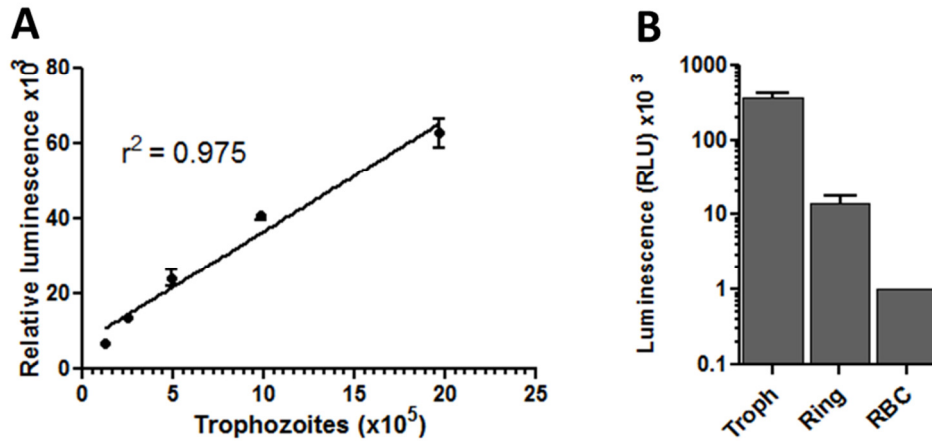 A
Relative luminescence x10³
80
60
40
20
0
r² = 0.975
0
5
10
15
20
25
Trophozoites (x10⁵)
B
Luminescence (RLU) x10³
1000
100
10
1
0.1
Troph
Ring
RBC